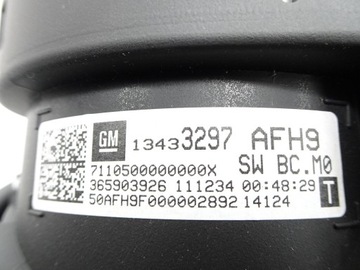 GM 13433297 AFH9
7110500000000X SW BC.M0
365903926 111234 00:48:29 T
50AFH9F000002892 14124